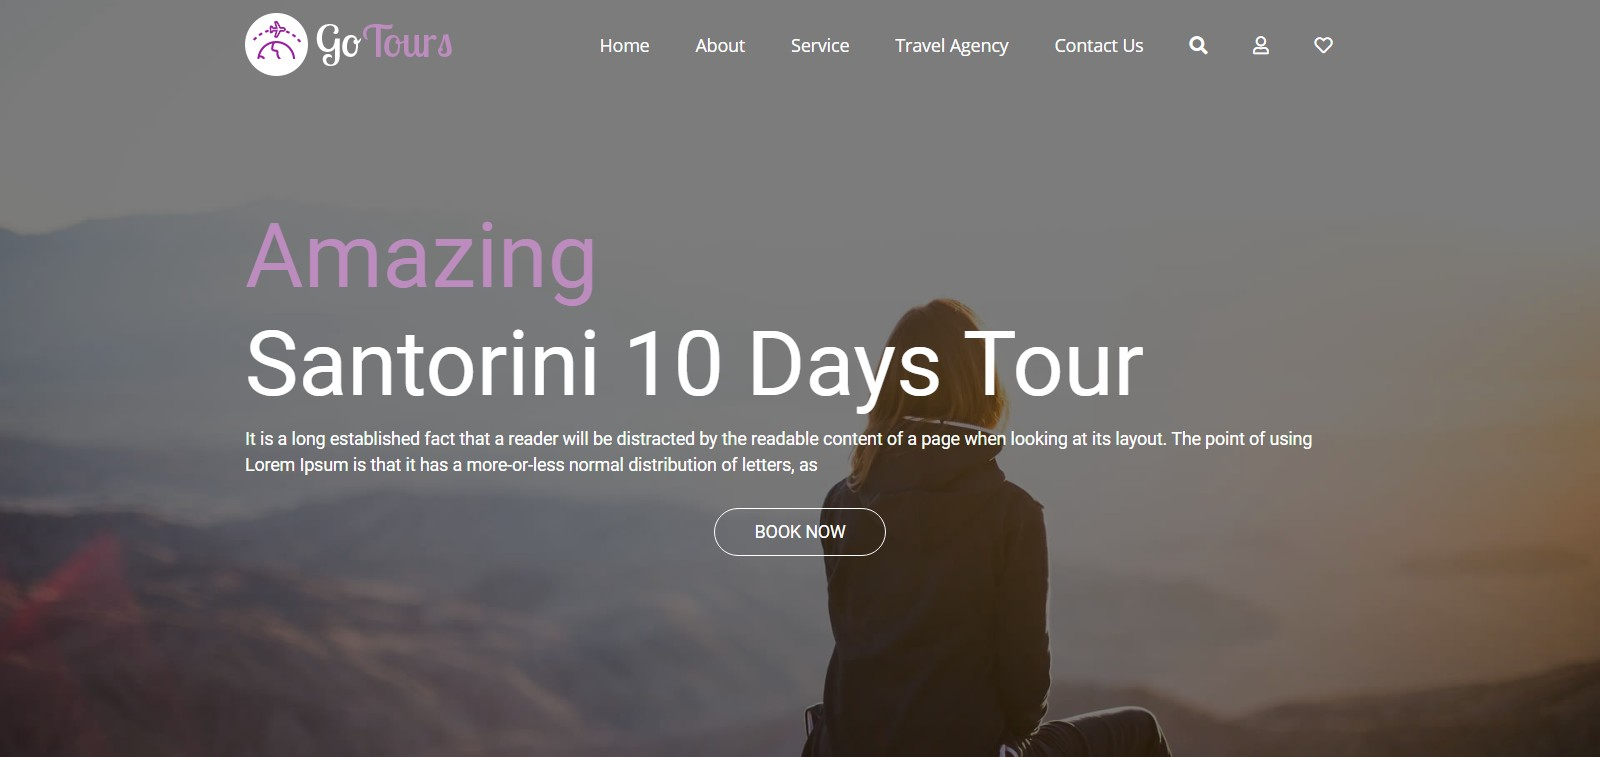 Go Tours
Home About Service Travel Agency Contact Us
Amazing
Santorini 10 Days Tour
It is a long established fact that a reader will be distracted by the readable content of a page when looking at its layout. The point of using
Lorem Ipsum is that it has a more-or-less normal distribution of letters, as
BOOK NOW